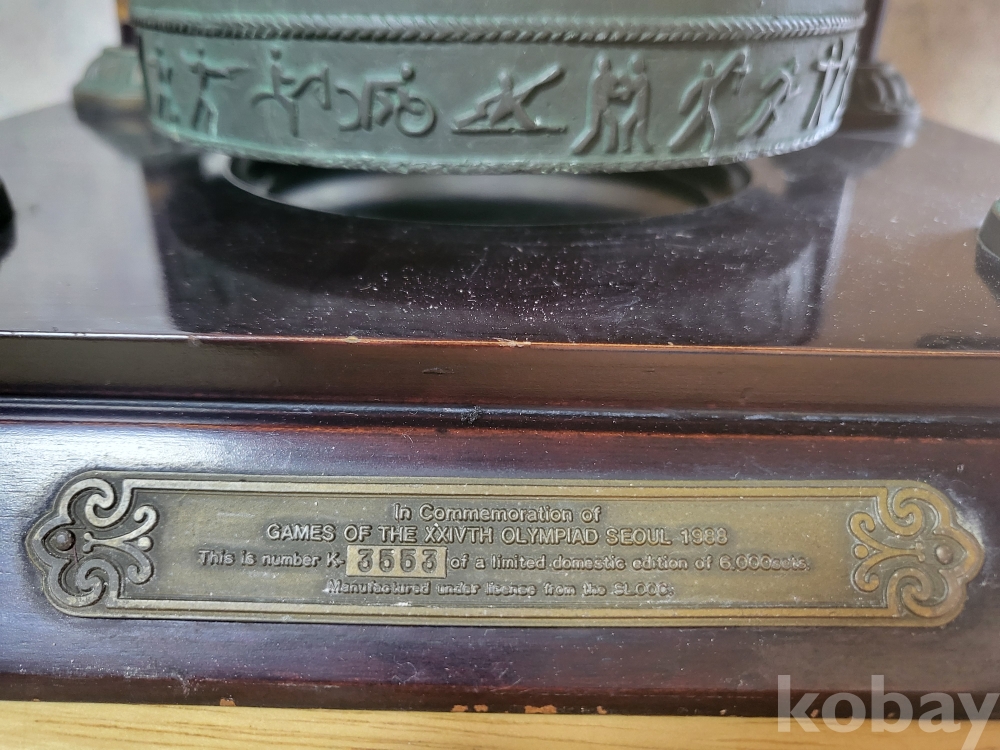 In Commemoration of
GAMES OF THE XXIVTH OLYMPIAD SEOUL 1988
This is number K-3553 of a limited domestic edition of 6,000sets.
Manufactured under license from the SLOOC.
kobay